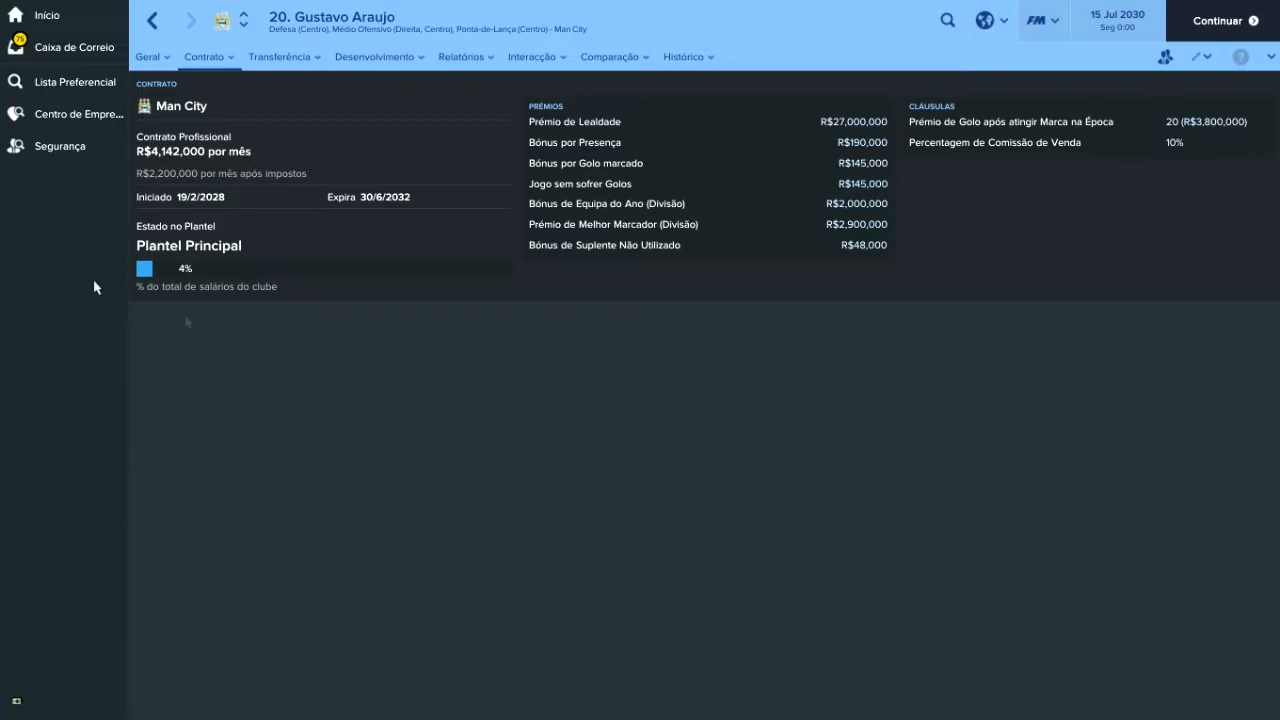 Início
75
Caixa de Correio
Lista Preferencial
Centro de Empre...
Segurança
20. Gustavo Araujo
Defesa (Centro), Médio Ofensivo (Direita, Centro), Ponta-de-Lança (Centro) - Man City
FM
15 Jul 2030
Seg 0:00
Continuar
Geral
Contrato
Transferência
Desenvolvimento
Relatórios
Interacção
Comparação
Histórico
?
CONTRATO
Man City
Contrato Profissional
R$4,142,000 por mês
R$2,200,000 por mês após impostos
Iniciado 19/2/2028 Expira 30/6/2032
Estado no Plantel
Plantel Principal
4%
% do total de salários do clube
PRÉMIOS
Prémio de Lealdade R$27,000,000
Bónus por Presença R$190,000
Bónus por Golo marcado R$145,000
Jogo sem sofrer Golos R$145,000
Bónus de Equipa do Ano (Divisão) R$2,000,000
Prémio de Melhor Marcador (Divisão) R$2,900,000
Bónus de Suplente Não Utilizado R$48,000
CLÁUSULAS
Prémio de Golo após atingir Marca na Época 20 (R$3,800,000)
Percentagem de Comissão de Venda 10%